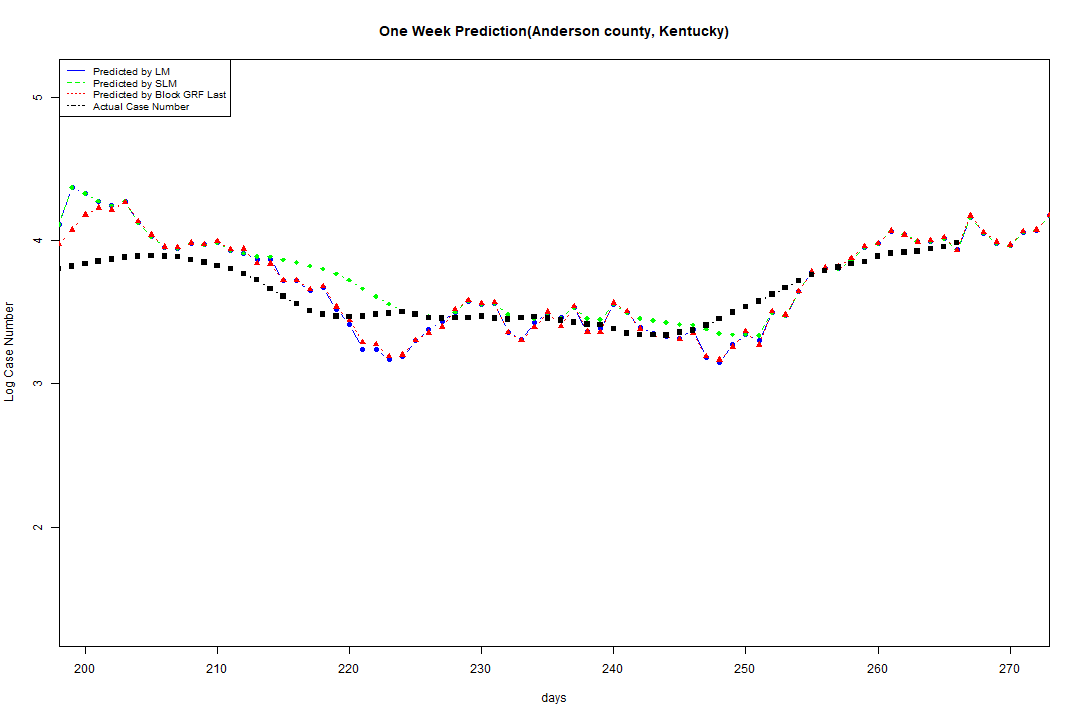 One Week Prediction(Anderson county, Kentucky)
Predicted by LM
Predicted by SLM
Predicted by Block GRF Last
Actual Case Number
5
4
3
2
Log Case Number
200 210 220 230 240 250 260 270
days